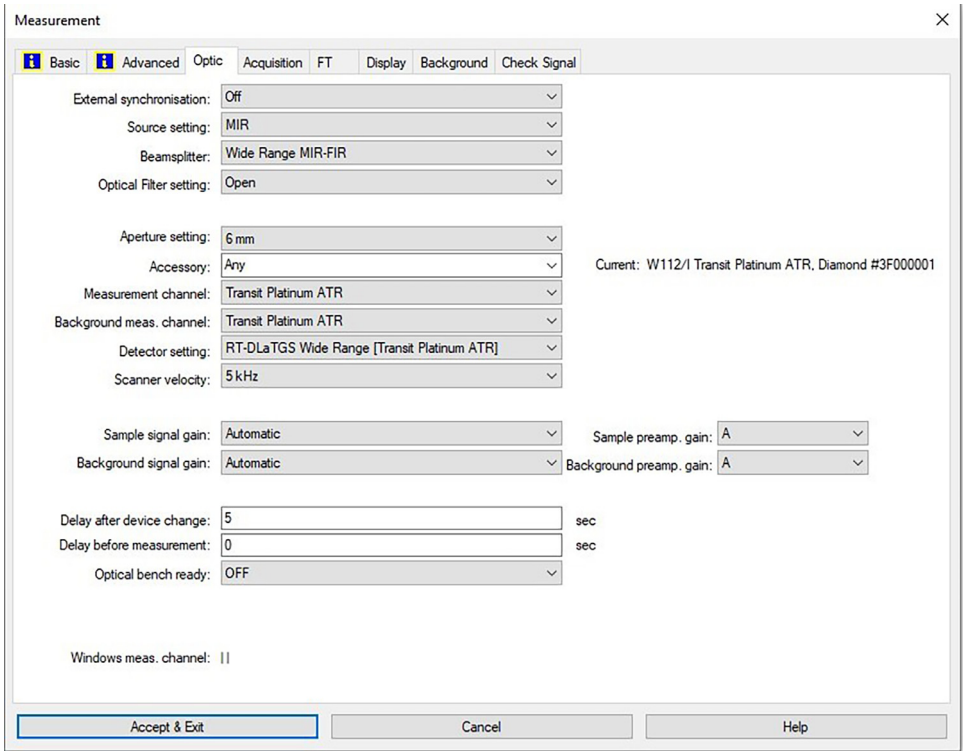 Measurement
Basic Advanced Optic Acquisition FT Display Background Check Signal
External synchronisation: Off
Source setting: MIR
Beamsplitter: Wide Range MIR-FIR
Optical Filter setting: Open
Aperture setting: 6 mm
Accessory: Any Current: W112/I Transit Platinum ATR, Diamond #3F000001
Measurement channel: Transit Platinum ATR
Background meas. channel: Transit Platinum ATR
Detector setting: RT-DLaTGS Wide Range [Transit Platinum ATR]
Scanner velocity: 5 kHz
Sample signal gain: Automatic Sample preamp. gain: A
Background signal gain: Automatic Background preamp. gain: A
Delay after device change: 5 sec
Delay before measurement: 0 sec
Optical bench ready: OFF
Windows meas. channel: | |
Accept & Exit Cancel Help